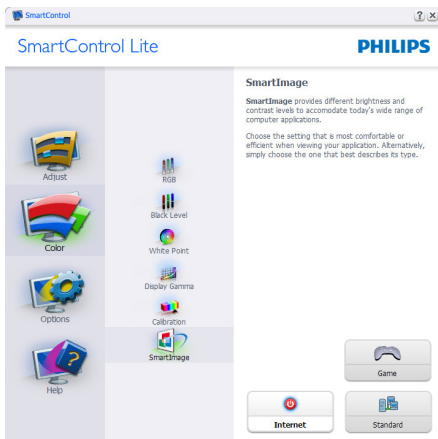 SmartControl
SmartControl Lite
PHILIPS
Adjust
Color
Options
Help
RGB
Black Level
White Point
Display Gamma
Calibration
SmartImage
SmartImage
SmartImage provides different brightness and
contrast levels to accomodate today's wide range of
computer applications.
Choose the setting that is most comfortable or
efficient when viewing your application. Alternatively,
simply choose the one that best describes its type.
Game
Internet
Standard